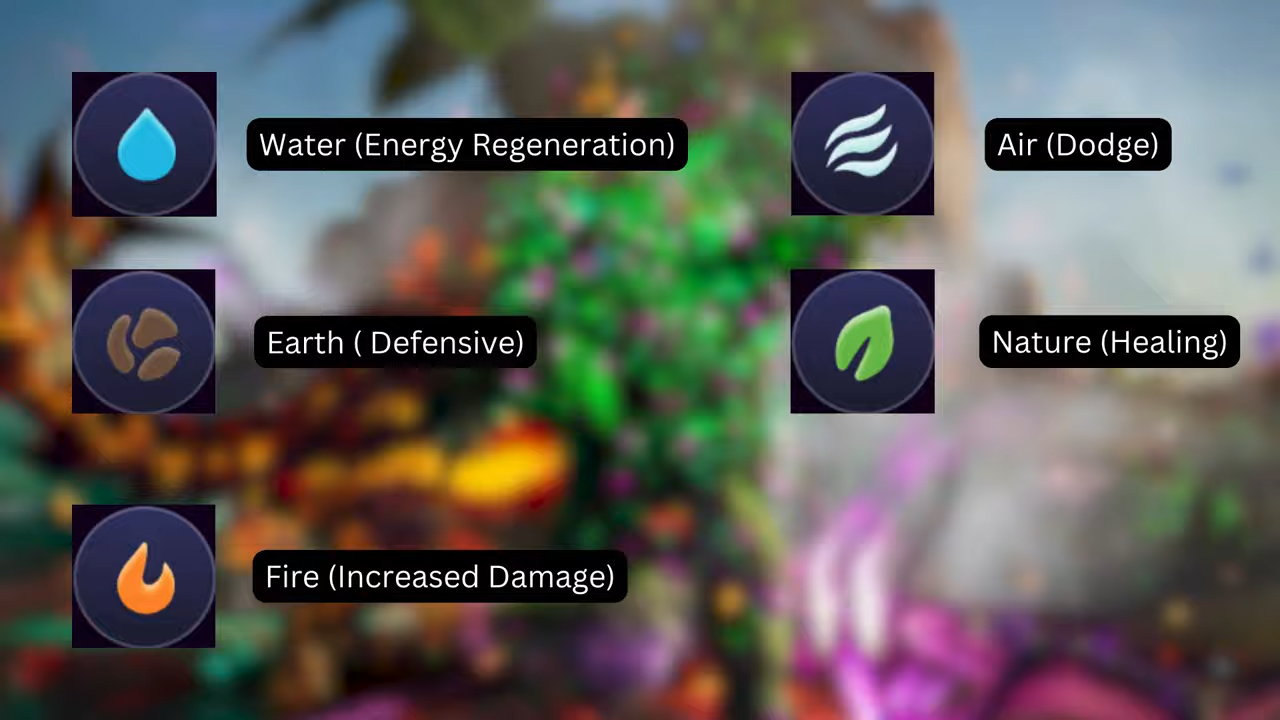 Water (Energy Regeneration)
Air (Dodge)
Earth ( Defensive)
Nature (Healing)
Fire (Increased Damage)